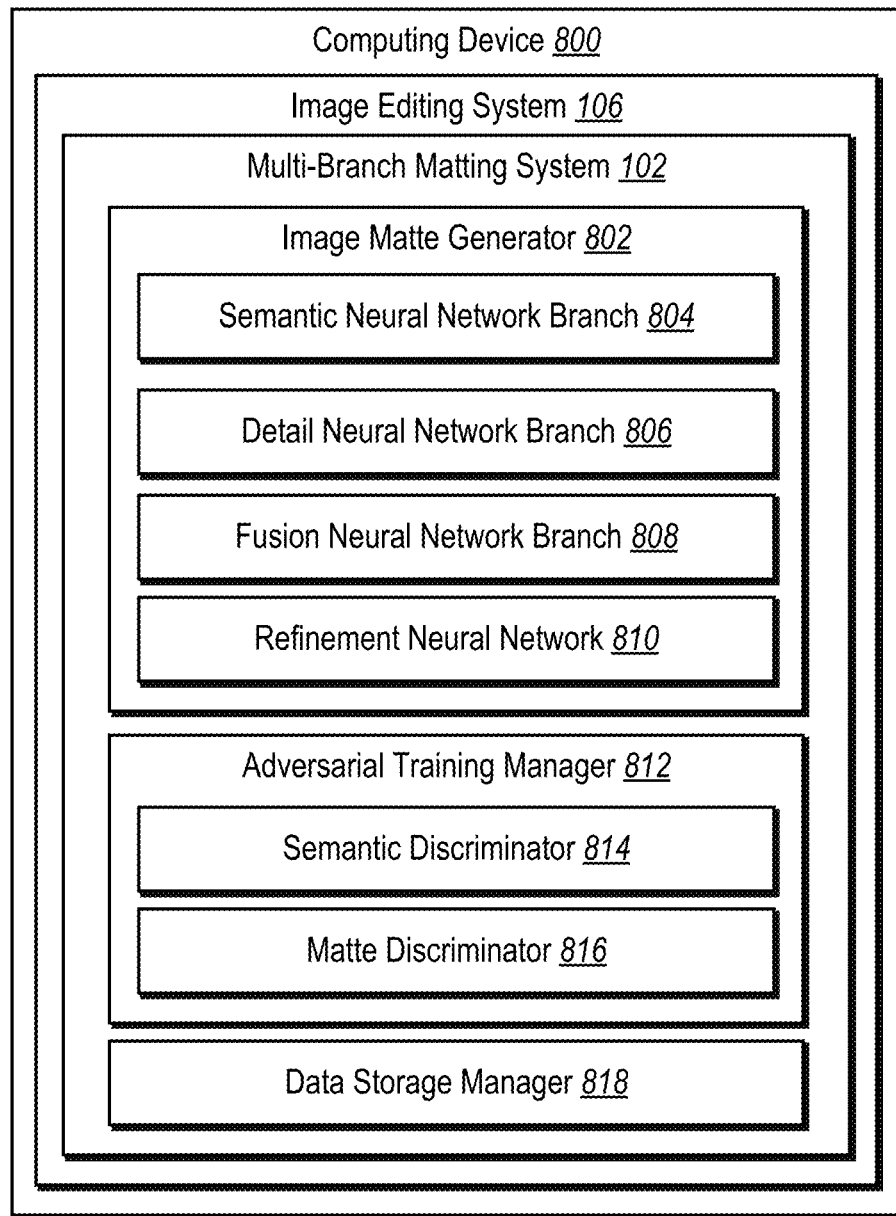 Computing Device 800
Image Editing System 106
Multi-Branch Matting System 102
Image Matte Generator 802
Semantic Neural Network Branch 804
Detail Neural Network Branch 806
Fusion Neural Network Branch 808
Refinement Neural Network 810
Adversarial Training Manager 812
Semantic Discriminator 814
Matte Discriminator 816
Data Storage Manager 818